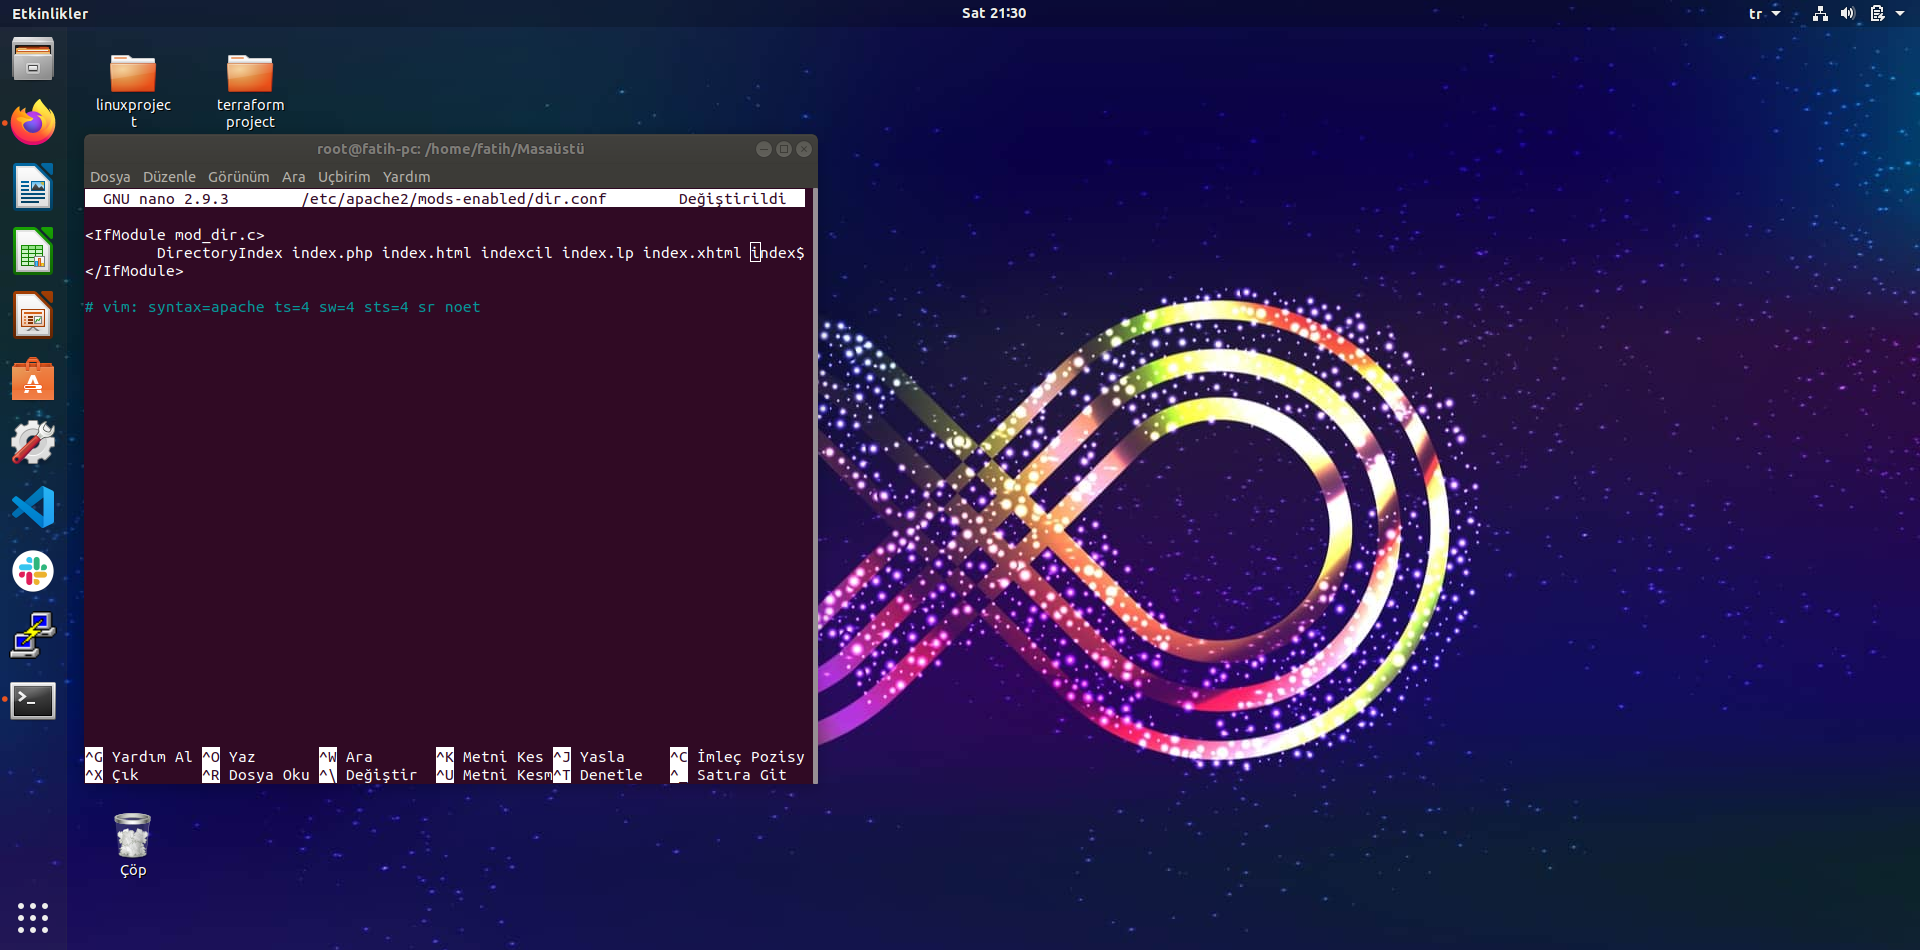 Etkinlikler
Sat 21:30
tr
linuxprojec
t
terraform
project
root@fatih-pc: /home/fatih/Masaüstü
Dosya Düzenle Görünüm Ara Uçbirim Yardım
GNU nano 2.9.3 /etc/apache2/mods-enabled/dir.conf Değiştirildi
<IfModule mod_dir.c>
DirectoryIndex index.php index.html indexcil index.lp index.xhtml index$
</IfModule>
# vim: syntax=apache ts=4 sw=4 sts=4 sr noet
^G Yardım Al ^O Yaz ^W Ara ^K Metni Kes ^J Yasla ^C İmleç Pozisy
^X Çık ^R Dosya Oku ^\ Değiştir ^U Metni Kesm ^T Denetle ^_ Satıra Git
Çöp